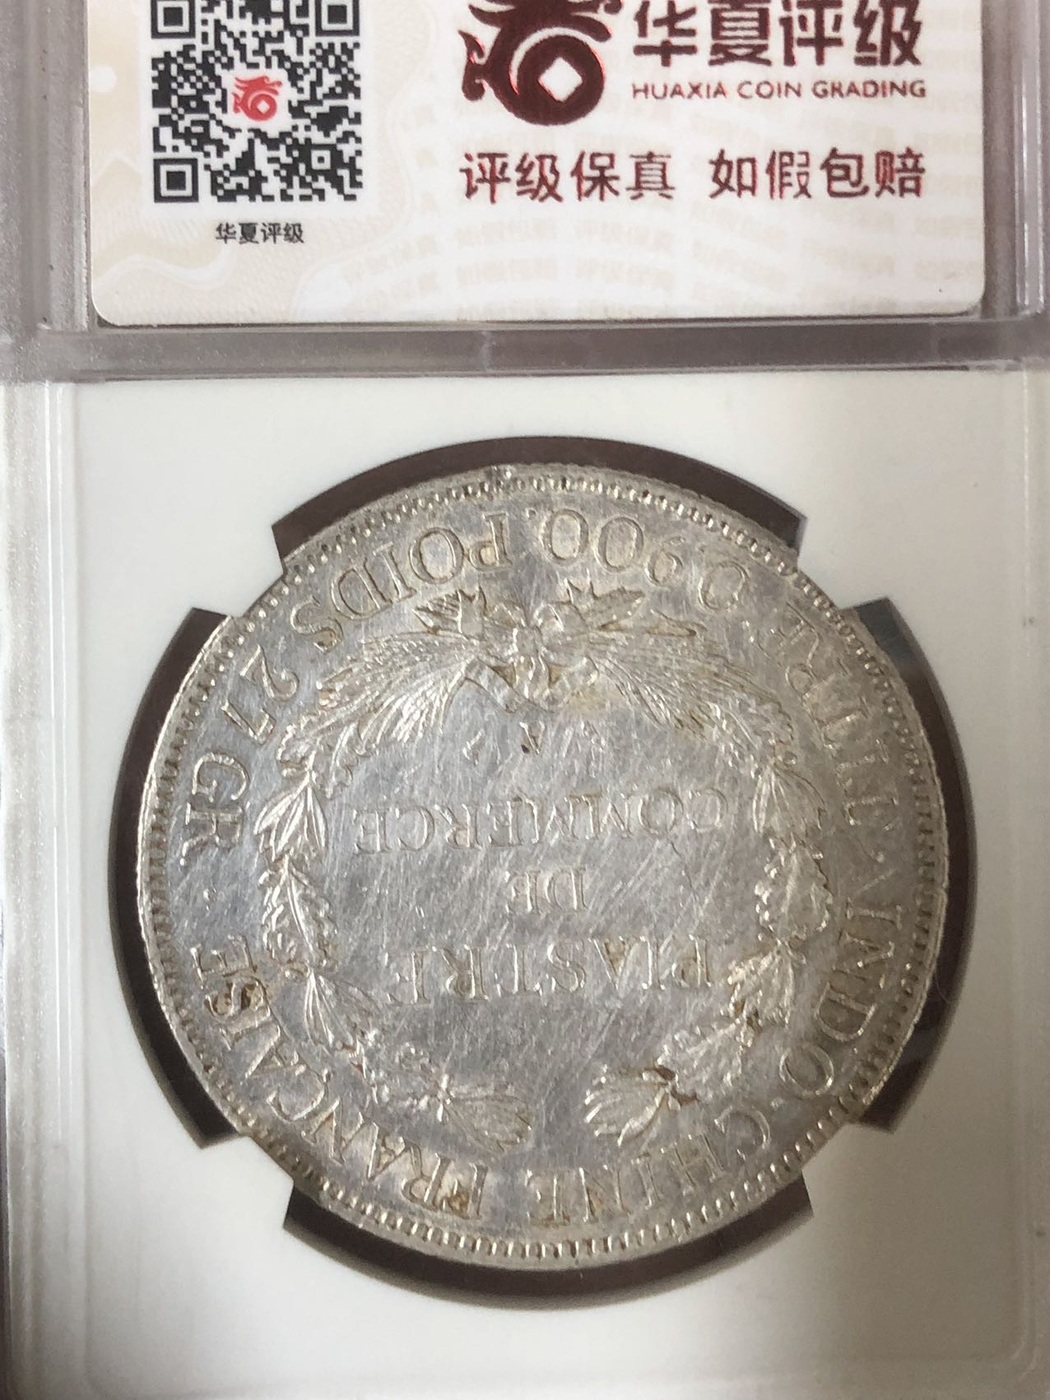 华夏评级
HUAXIA COIN GRADING
评级保真 如假包赔
华夏评级
INDO-CHINE FRANÇAISE
PIASTRE
DE
COMMERCE
A
TITRE 0,900. POIDS 27 GR.